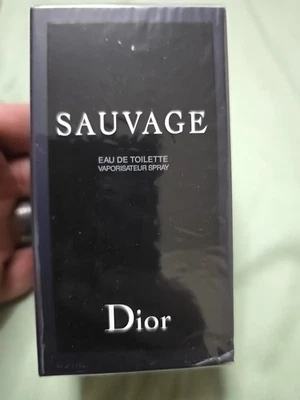 SAUVAGE
EAU DE TOILETTE
VAPORISATEUR SPRAY
Dior